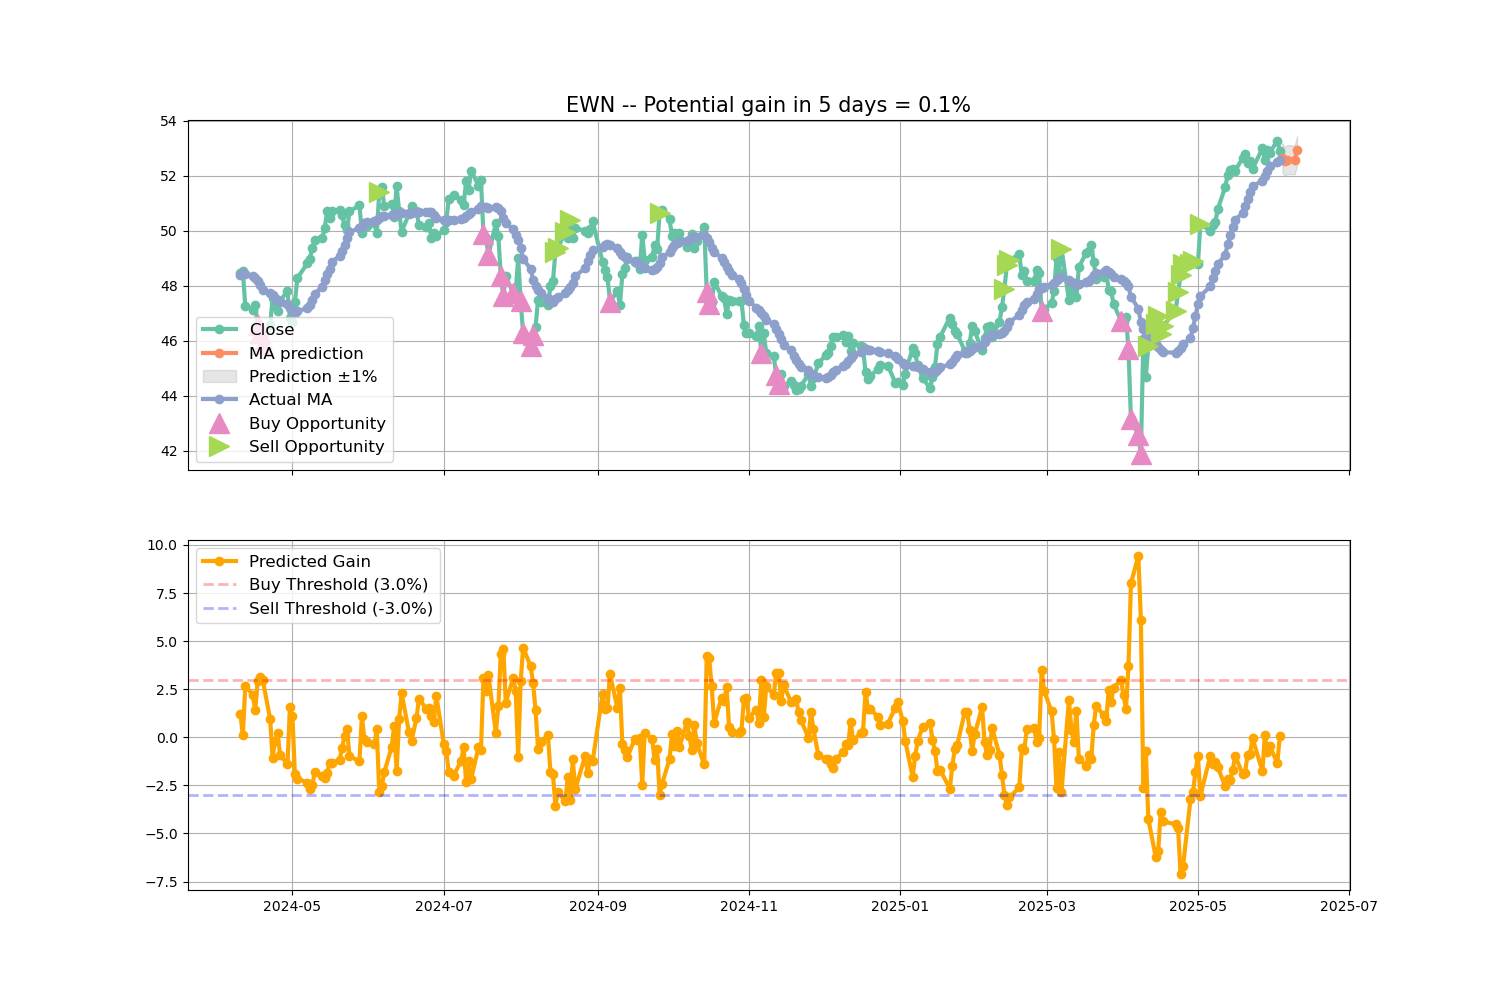 EWN -- Potential gain in 5 days = 0.1%
54
52
50
48
46
44
42
Close
MA prediction
Prediction ±1%
Actual MA
Buy Opportunity
Sell Opportunity
10.0
7.5
5.0
2.5
0.0
−2.5
−5.0
−7.5
Predicted Gain
Buy Threshold (3.0%)
Sell Threshold (-3.0%)
2024-05 2024-07 2024-09 2024-11 2025-01 2025-03 2025-05 2025-07